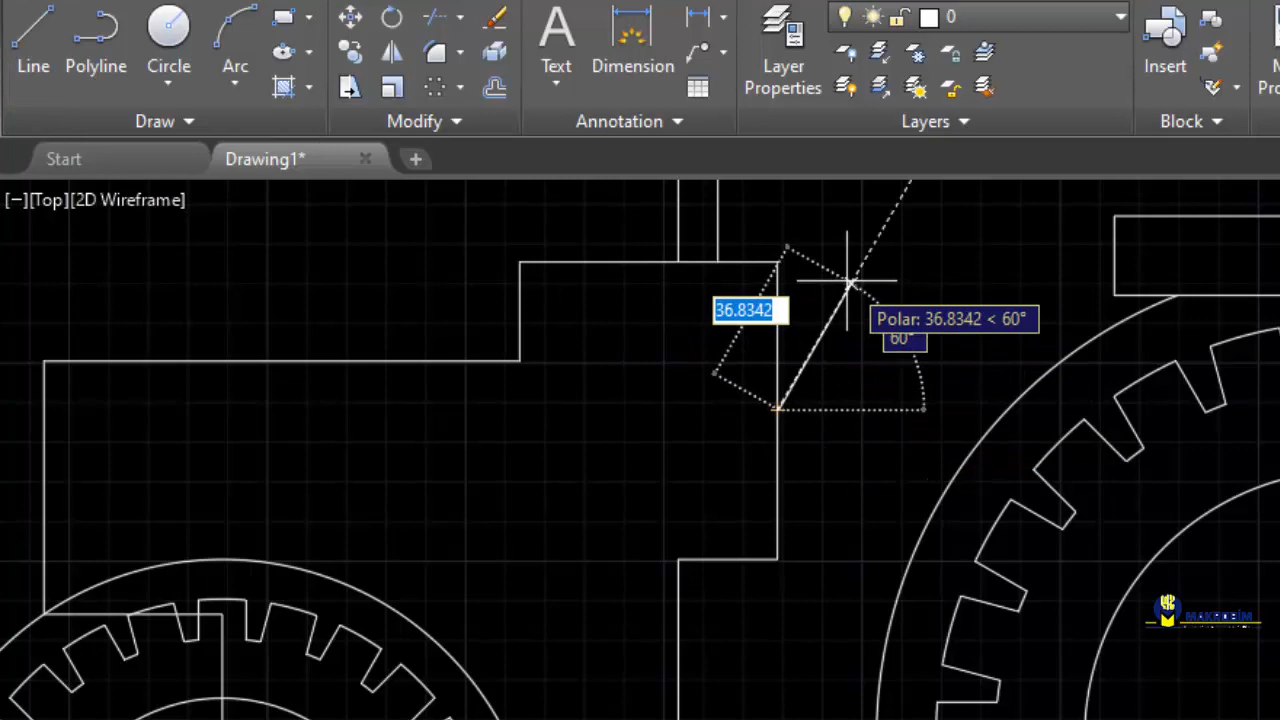 Line
Polyline
Circle
Arc
Draw
Modify
A
Text
Dimension
Annotation
Layer
Properties
0
Layers
Insert
Block
Start
Drawing1*
[−][Top][2D Wireframe]
36.8342
Polar: 36.8342 < 60°
60°